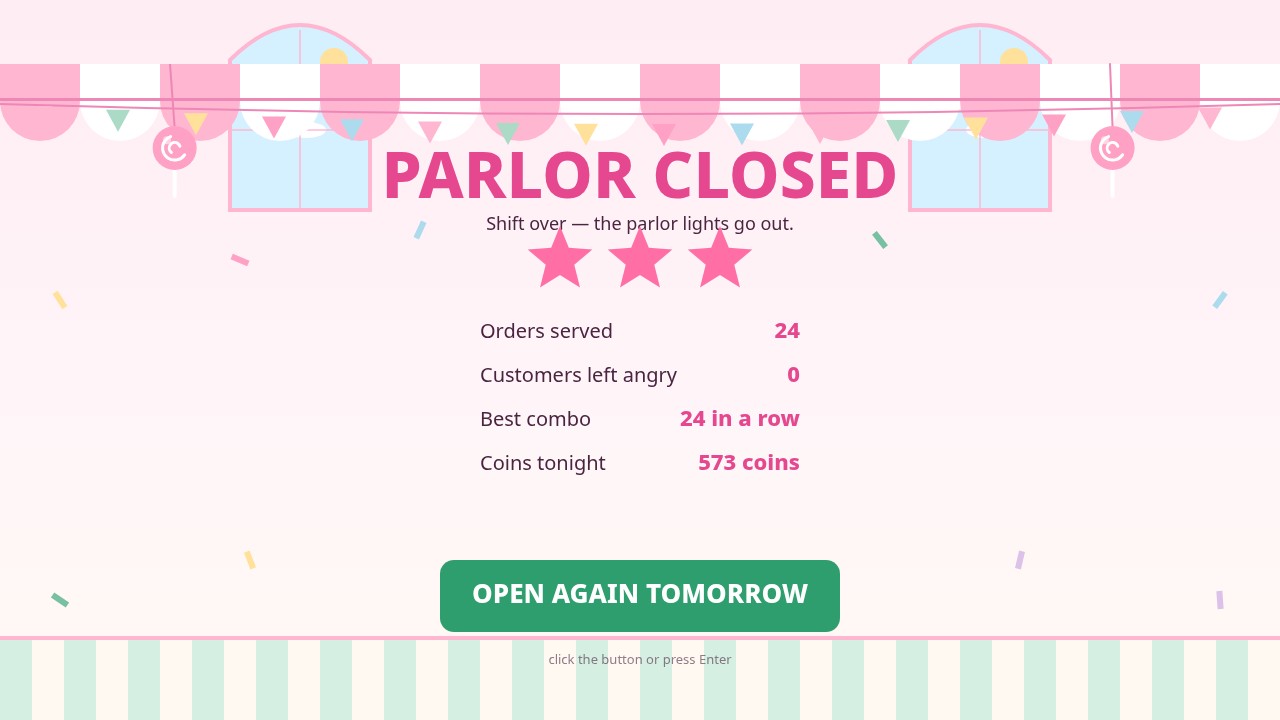 PARLOR CLOSED
Shift over — the parlor lights go out.
Orders served 24
Customers left angry 0
Best combo 24 in a row
Coins tonight 573 coins
OPEN AGAIN TOMORROW
click the button or press Enter